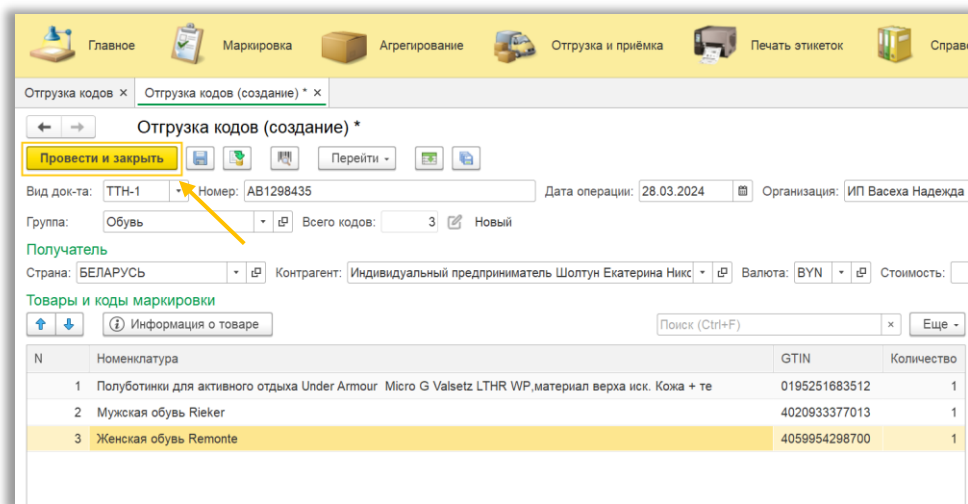 Главное Маркировка Агрегирование Отгрузка и приёмка Печать этикеток Справ
Отгрузка кодов × Отгрузка кодов (создание) * ×
Отгрузка кодов (создание) *
Провести и закрыть Перейти
Вид док-та: ТТН-1 Номер: АВ1298435 Дата операции: 28.03.2024 Организация: ИП Васеха Надежда
Группа: Обувь Всего кодов: 3 Новый
Получатель
Страна: БЕЛАРУСЬ Контрагент: Индивидуальный предприниматель Шолтун Екатерина Никс Валюта: BYN Стоимость:
Товары и коды маркировки
Информация о товаре Поиск (Ctrl+F) × Еще
N Номенклатура GTIN Количество
1 Полуботинки для активного отдыха Under Armour Micro G Valsetz LTHR WP,материал верха иск. Кожа + те 0195251683512 1
2 Мужская обувь Rieker 4020933377013 1
3 Женская обувь Remonte 4059954298700 1